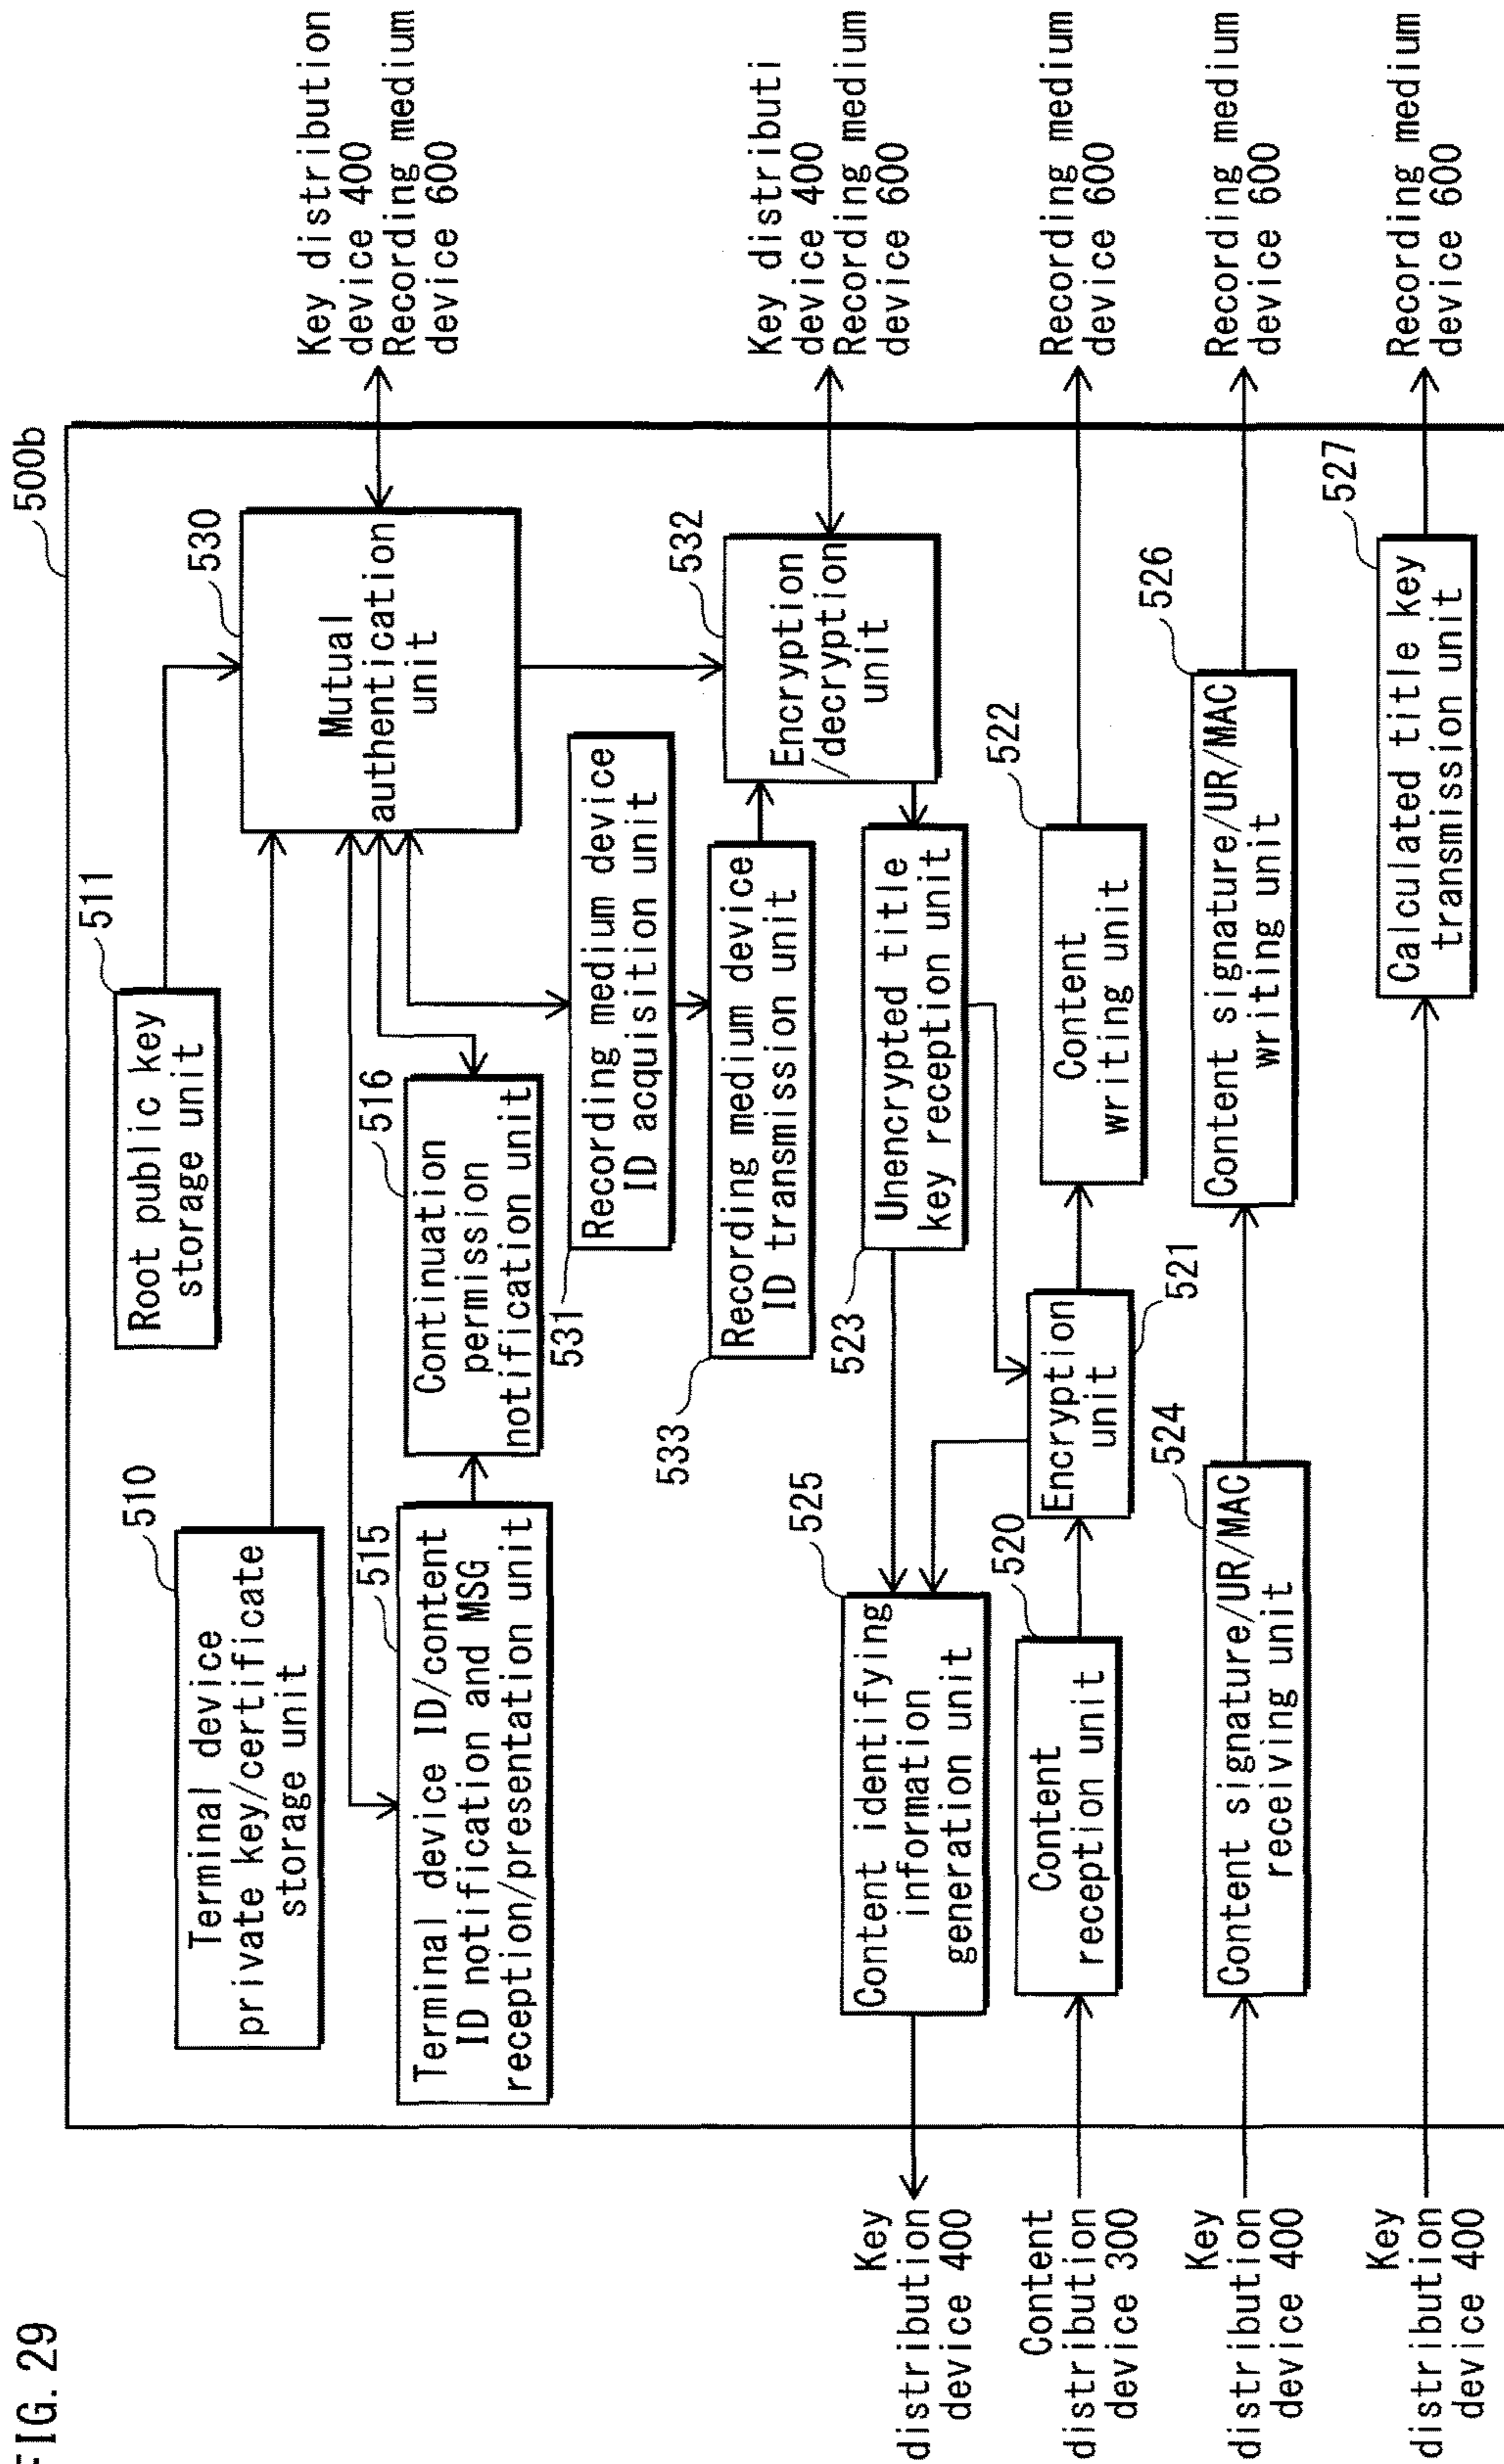 FIG. 29
500b
510
Terminal device
private key/certificate
storage unit
511
Root public key
storage unit
530
Mutual
authentication
unit
Key distribution
device 400
Recording medium
device 600
515
Terminal device ID/content
ID notification and MSG
reception/presentation unit
516
Continuation
permission
notification unit
531
Recording medium device
ID acquisition unit
533
Recording medium device
ID transmission unit
532
Encryption
/decryption
unit
Key distributi
device 400
Recording medium
device 600
523
Unencrypted title
key reception unit
525
Content identifying
information
generation unit
Key
distribution
device 400
Content
distribution
device 300
520
Content
reception unit
521
Encryption
unit
522
Content
writing unit
Recording medium
device 600
Key
distribution
device 400
524
Content signature/UR/MAC
receiving unit
526
Content signature/UR/MAC
writing unit
Recording medium
device 600
Key
distribution
device 400
527
Calculated title key
transmission unit
Recording medium
device 600